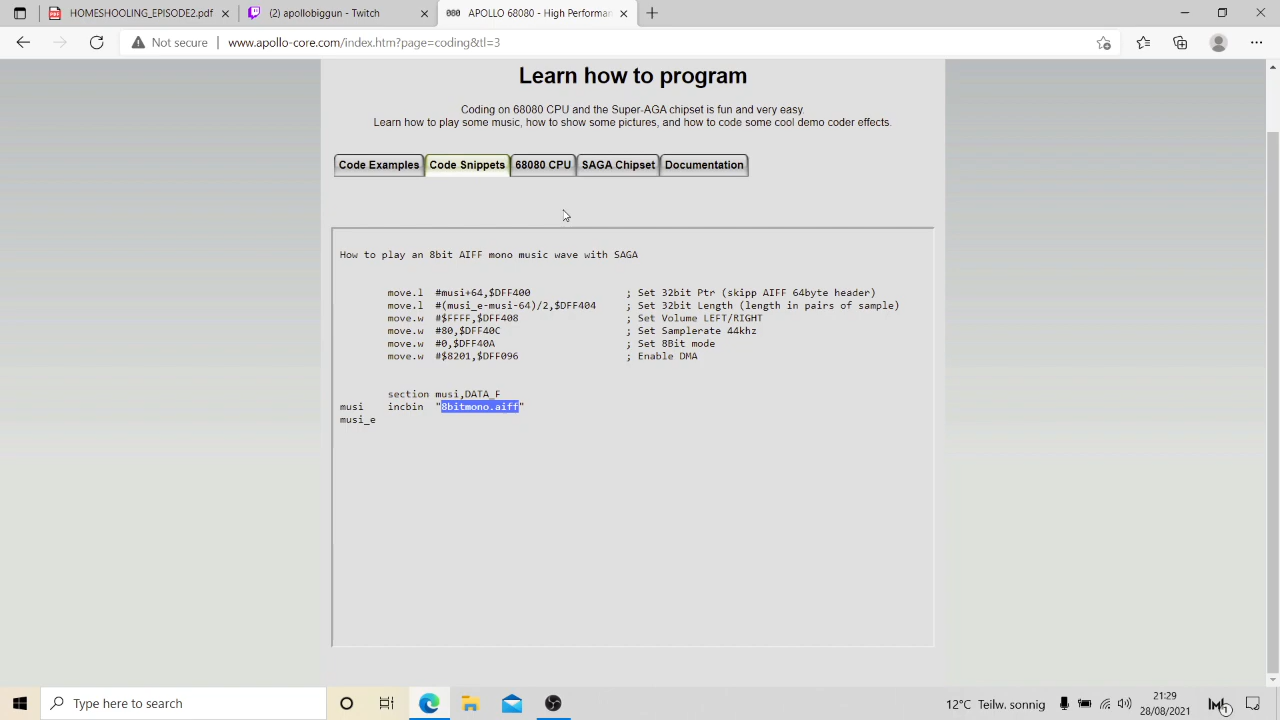 HOMESHOOLING_EPISODE2.pdf
(2) apollobiggun - Twitch
APOLLO 68080 - High Performan
Not secure
www.apollo-core.com/index.htm?page=coding&tl=3
Learn how to program
Coding on 68080 CPU and the Super-AGA chipset is fun and very easy.
Learn how to play some music, how to show some pictures, and how to code some cool demo coder effects.
Code Examples Code Snippets 68080 CPU SAGA Chipset Documentation
How to play an 8bit AIFF mono music wave with SAGA
move.l #musi+64,$DFF400 ; Set 32bit Ptr (skipp AIFF 64byte header)
move.l #(musi_e-musi-64)/2,$DFF404 ; Set 32bit Length (length in pairs of sample)
move.w #$FFFF,$DFF408 ; Set Volume LEFT/RIGHT
move.w #80,$DFF40C ; Set Samplerate 44khz
move.w #0,$DFF40A ; Set 8Bit mode
move.w #$8201,$DFF096 ; Enable DMA
section musi,DATA_F
musi incbin "8bitmono.aiff"
musi_e
Type here to search
12°C Teilw. sonnig
21:29
28/08/2021